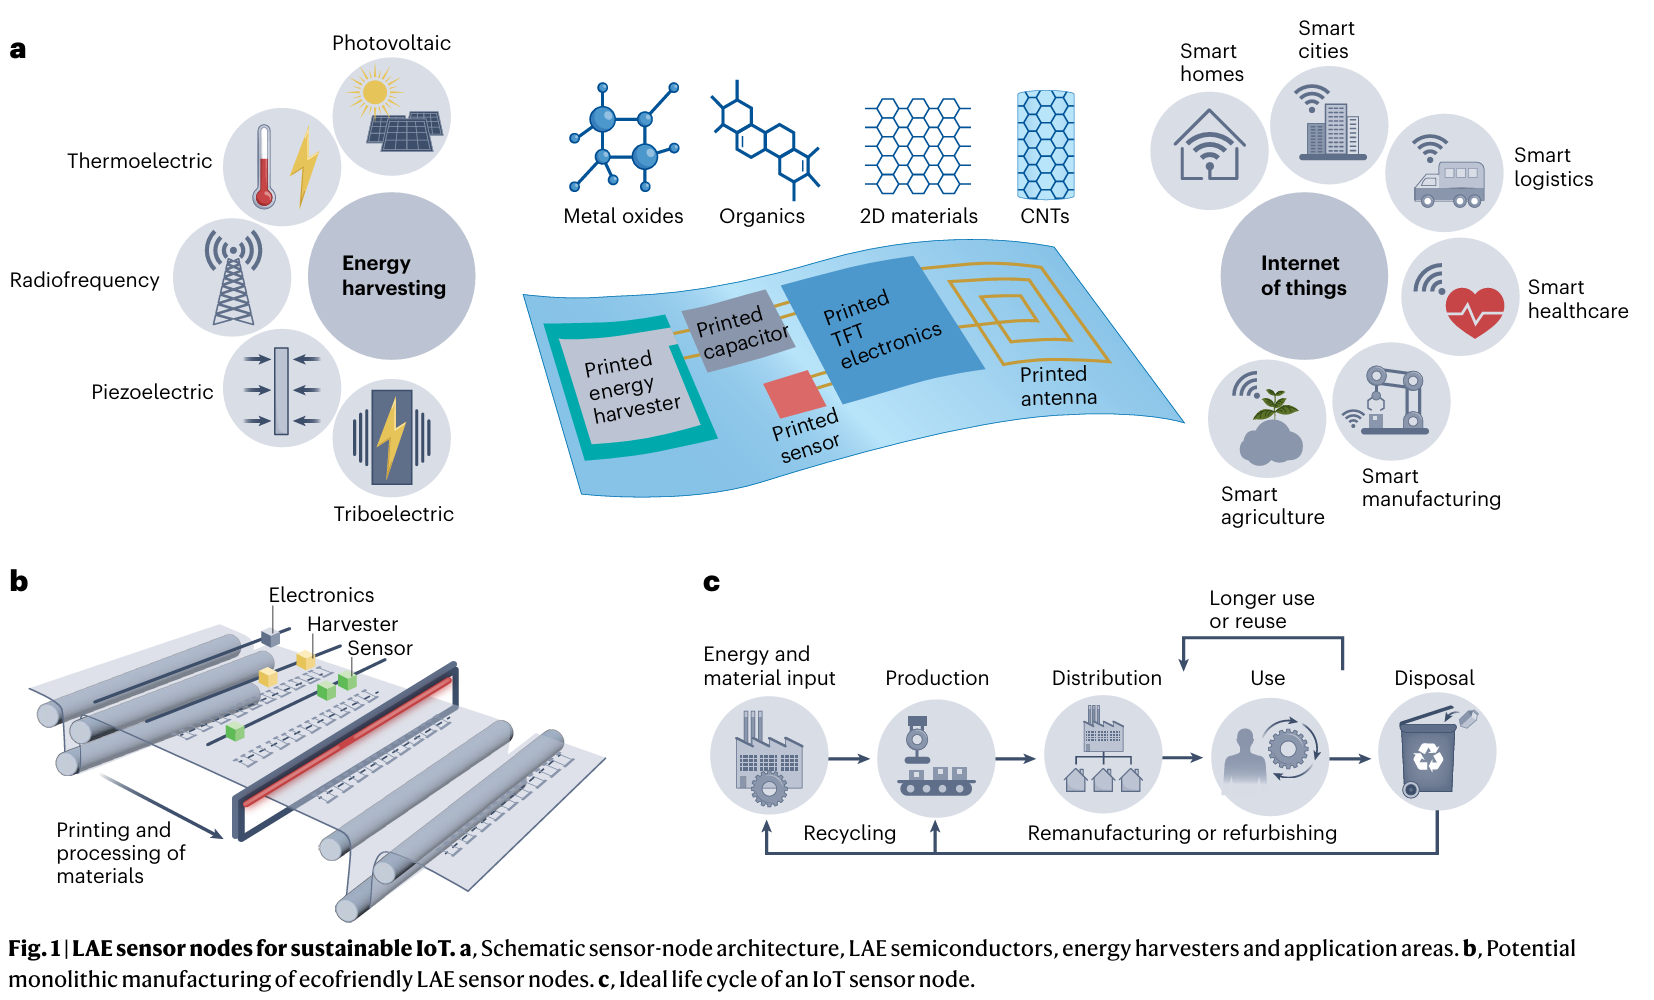 a
Photovoltaic
Thermoelectric
Radiofrequency
Piezoelectric
Triboelectric
Energy
harvesting
Metal oxides
Organics
2D materials
CNTs
Printed
energy
harvester
Printed
capacitor
Printed
TFT
electronics
Printed
sensor
Printed
antenna
Smart
homes
Smart
cities
Smart
logistics
Smart
healthcare
Smart
manufacturing
Smart
agriculture
Internet
of things
b
Electronics
Harvester
Sensor
Printing and
processing of
materials
c
Energy and
material input
Production
Distribution
Longer use
or reuse
Use
Disposal
Recycling
Remanufacturing or refurbishing
Fig. 1 | LAE sensor nodes for sustainable IoT. a, Schematic sensor-node architecture, LAE semiconductors, energy harvesters and application areas. b, Potential
monolithic manufacturing of ecofriendly LAE sensor nodes. c, Ideal life cycle of an IoT sensor node.